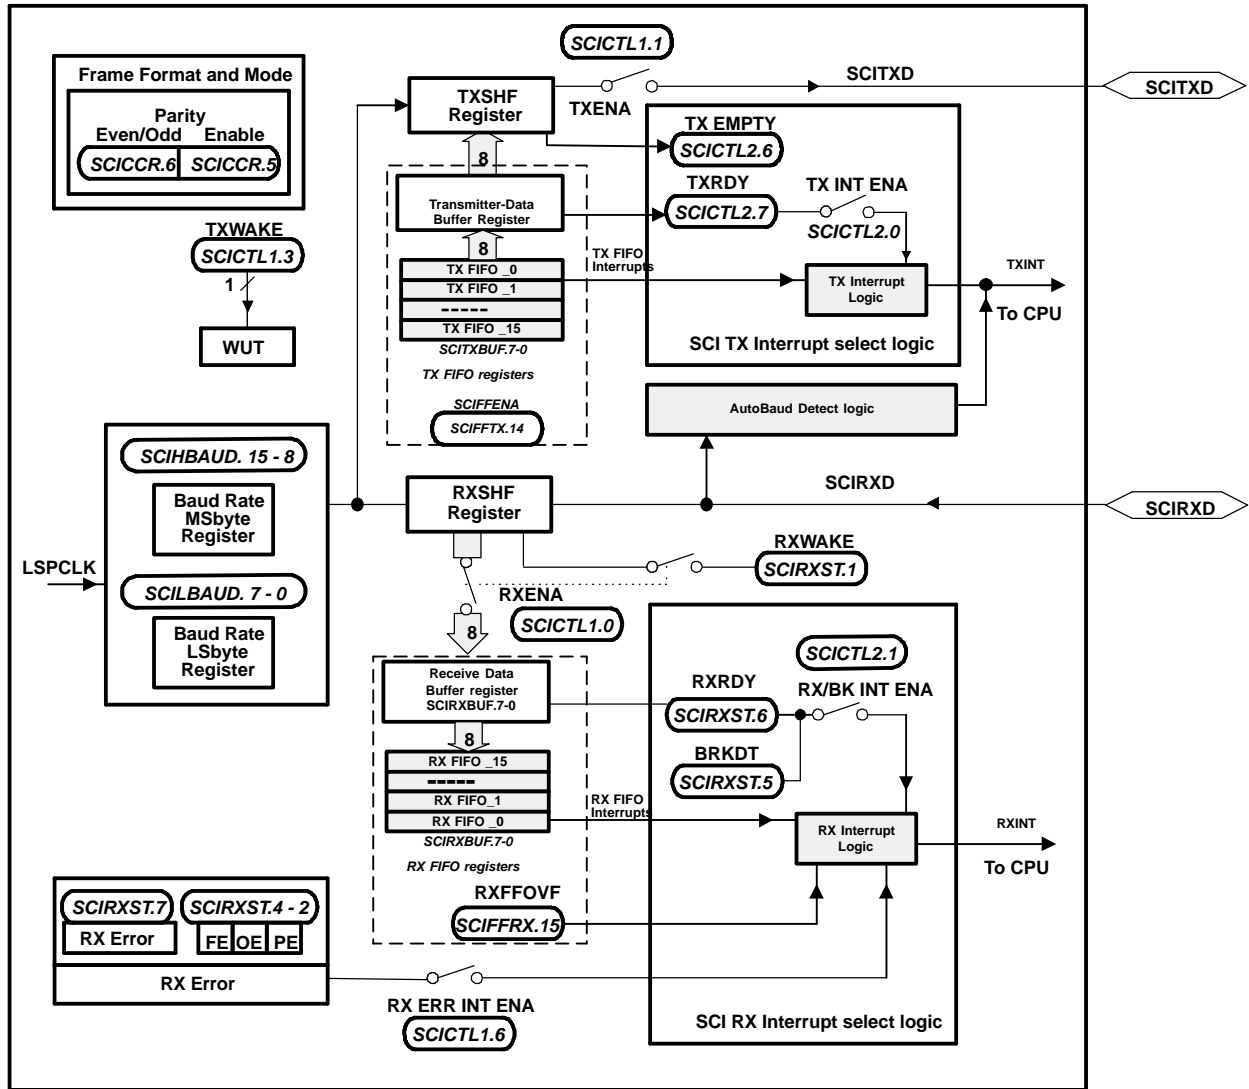 SCICTL1.1
Frame Format and Mode
Parity
Even/Odd Enable
SCICCR.6 SCICCR.5
TXSHF
Register
TXENA
SCITXD
SCITXD
TX EMPTY
SCICTL2.6
8
Transmitter-Data
Buffer Register
TXRDY
SCICTL2.7
TX INT ENA
SCICTL2.0
TXWAKE
SCICTL1.3
1
WUT
8
TX FIFO _0
TX FIFO _1
-----
TX FIFO _15
SCITXBUF.7-0
TX FIFO registers
SCIFFENA
SCIFFTX.14
TX FIFO
Interrupts
TX Interrupt
Logic
TXINT
To CPU
SCI TX Interrupt select logic
AutoBaud Detect logic
SCIHBAUD. 15 - 8
Baud Rate
MSbyte
Register
LSPCLK
SCILBAUD. 7 - 0
Baud Rate
LSbyte
Register
RXSHF
Register
SCIRXD
SCIRXD
RXWAKE
SCIRXST.1
RXENA
SCICTL1.0
8
Receive Data
Buffer register
SCIRXBUF.7-0
8
RX FIFO _15
-----
RX FIFO_1
RX FIFO _0
SCIRXBUF.7-0
RX FIFO registers
RXFFOVF
SCIFFRX.15
RX FIFO
Interrupts
SCICTL2.1
RXRDY
RX/BK INT ENA
SCIRXST.6
BRKDT
SCIRXST.5
RX Interrupt
Logic
RXINT
To CPU
SCI RX Interrupt select logic
SCIRXST.7 SCIRXST.4 - 2
RX Error FE OE PE
RX Error
RX ERR INT ENA
SCICTL1.6